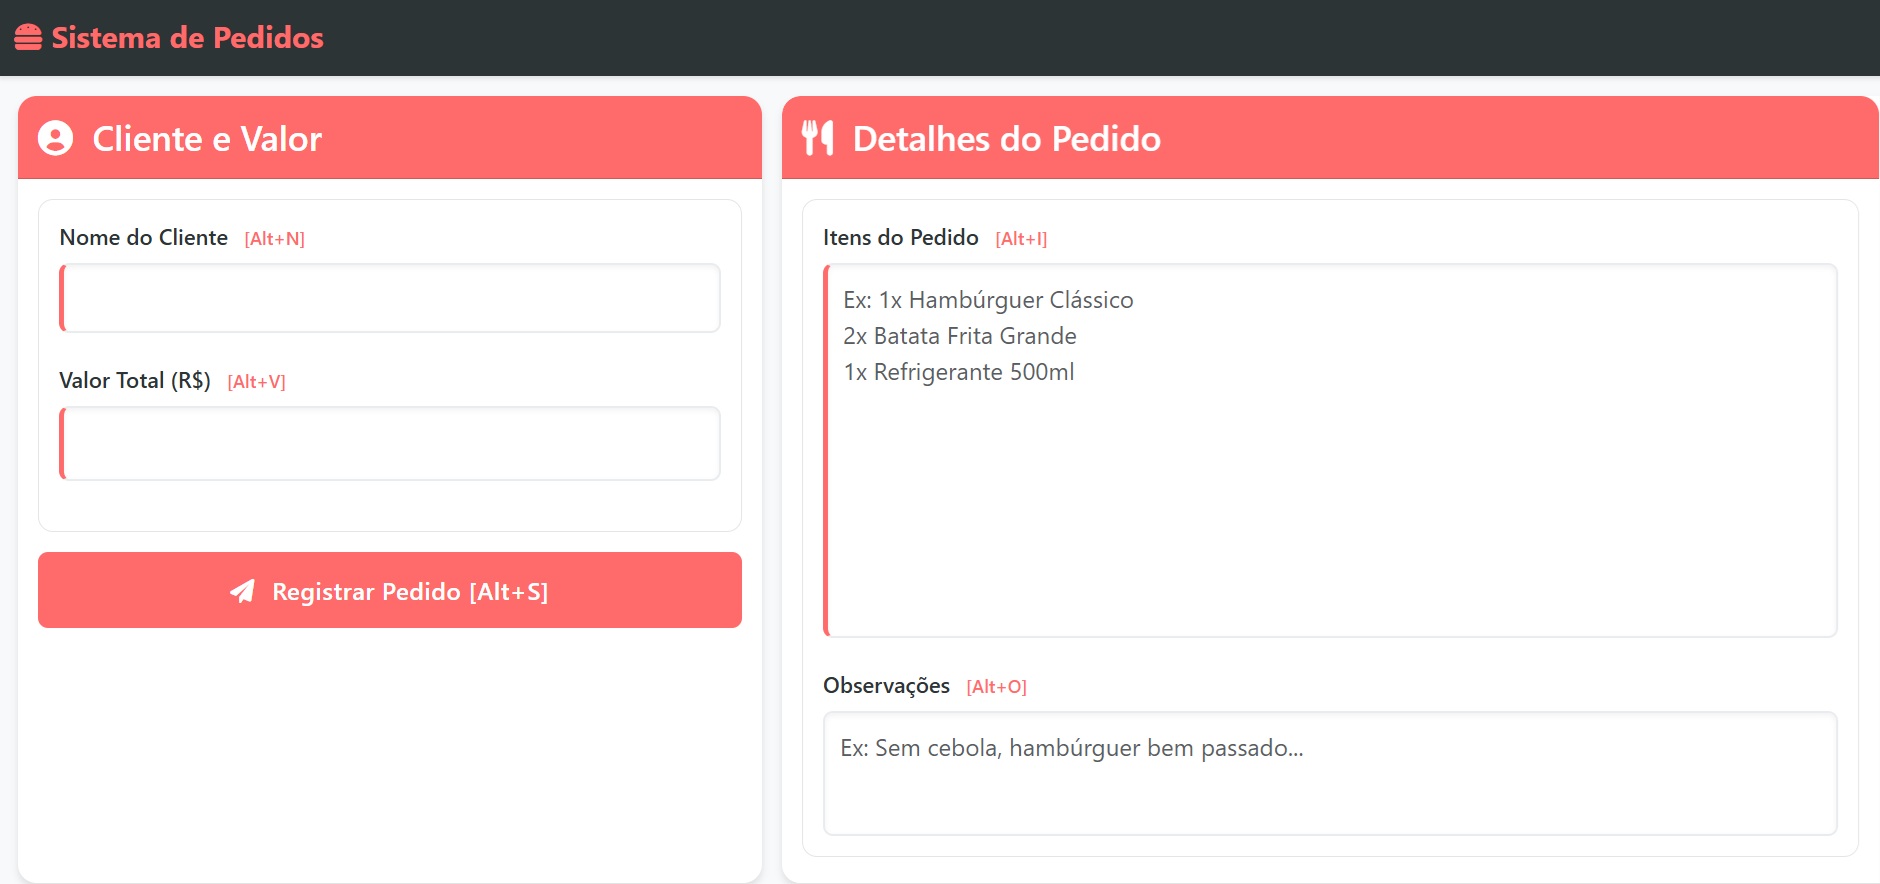 Sistema de Pedidos
Cliente e Valor
Nome do Cliente [Alt+N]
Valor Total (R$) [Alt+V]
Registrar Pedido [Alt+S]
Detalhes do Pedido
Itens do Pedido [Alt+I]
Ex: 1x Hambúrguer Clássico
2x Batata Frita Grande
1x Refrigerante 500ml
Observações [Alt+O]
Ex: Sem cebola, hambúrguer bem passado...